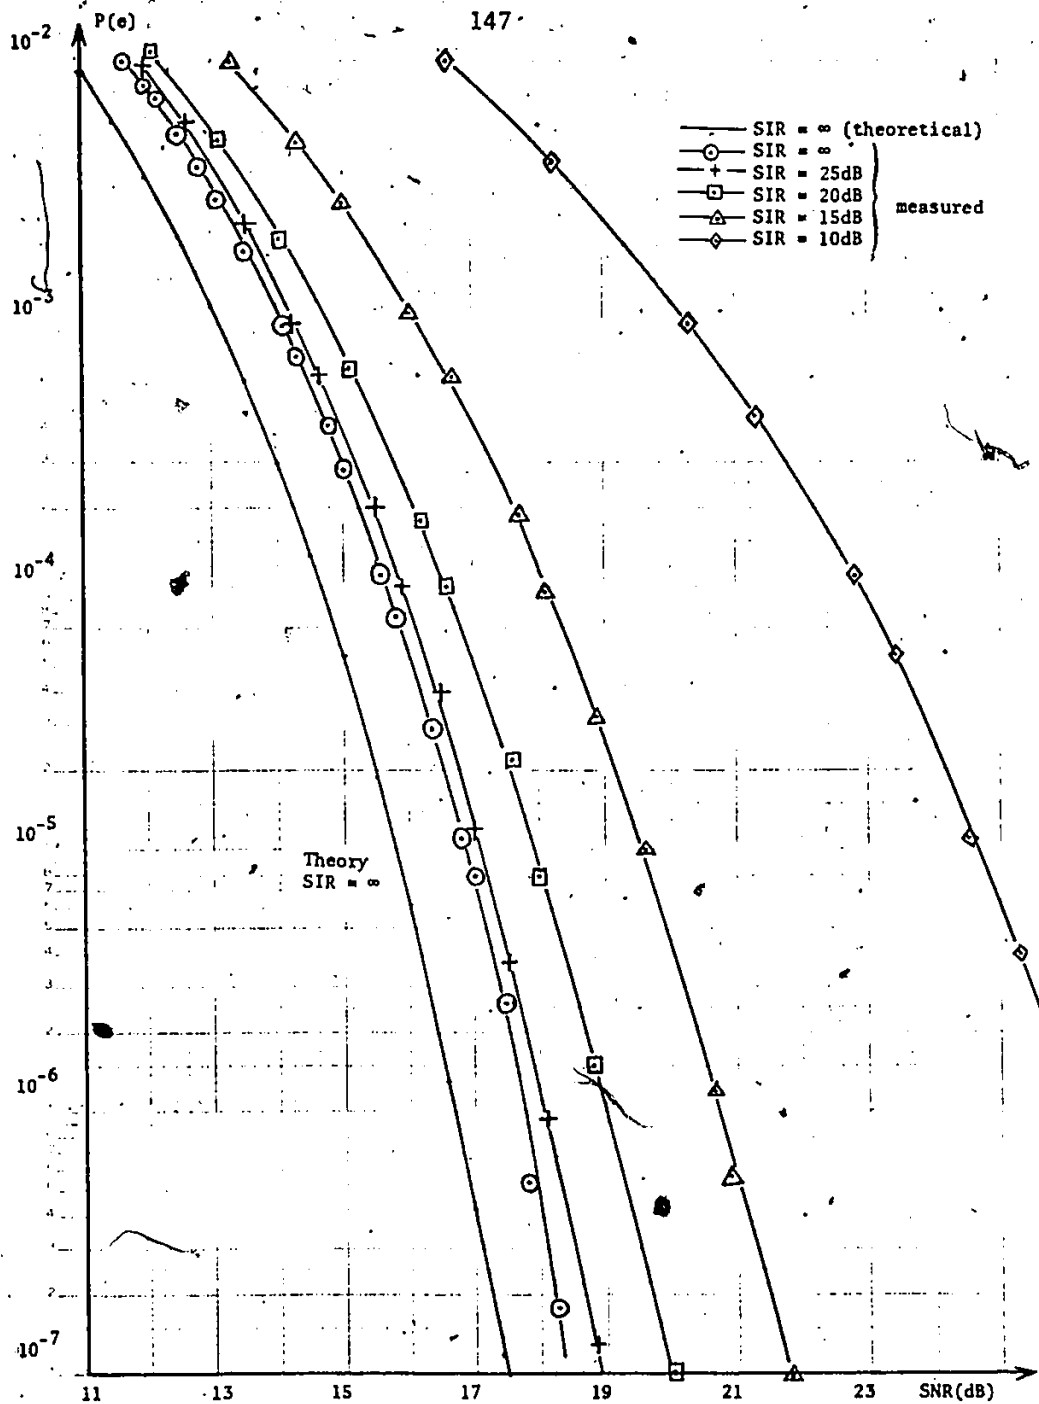 147
P(e)
10-2
SIR = ∞ (theoretical)
SIR = ∞
SIR = 25dB
SIR = 20dB
SIR = 15dB
SIR = 10dB
measured
10-3
10-4
10-5
Theory
SIR = ∞
10-6
10-7
11 13 15 17 19 21 23 SNR(dB)